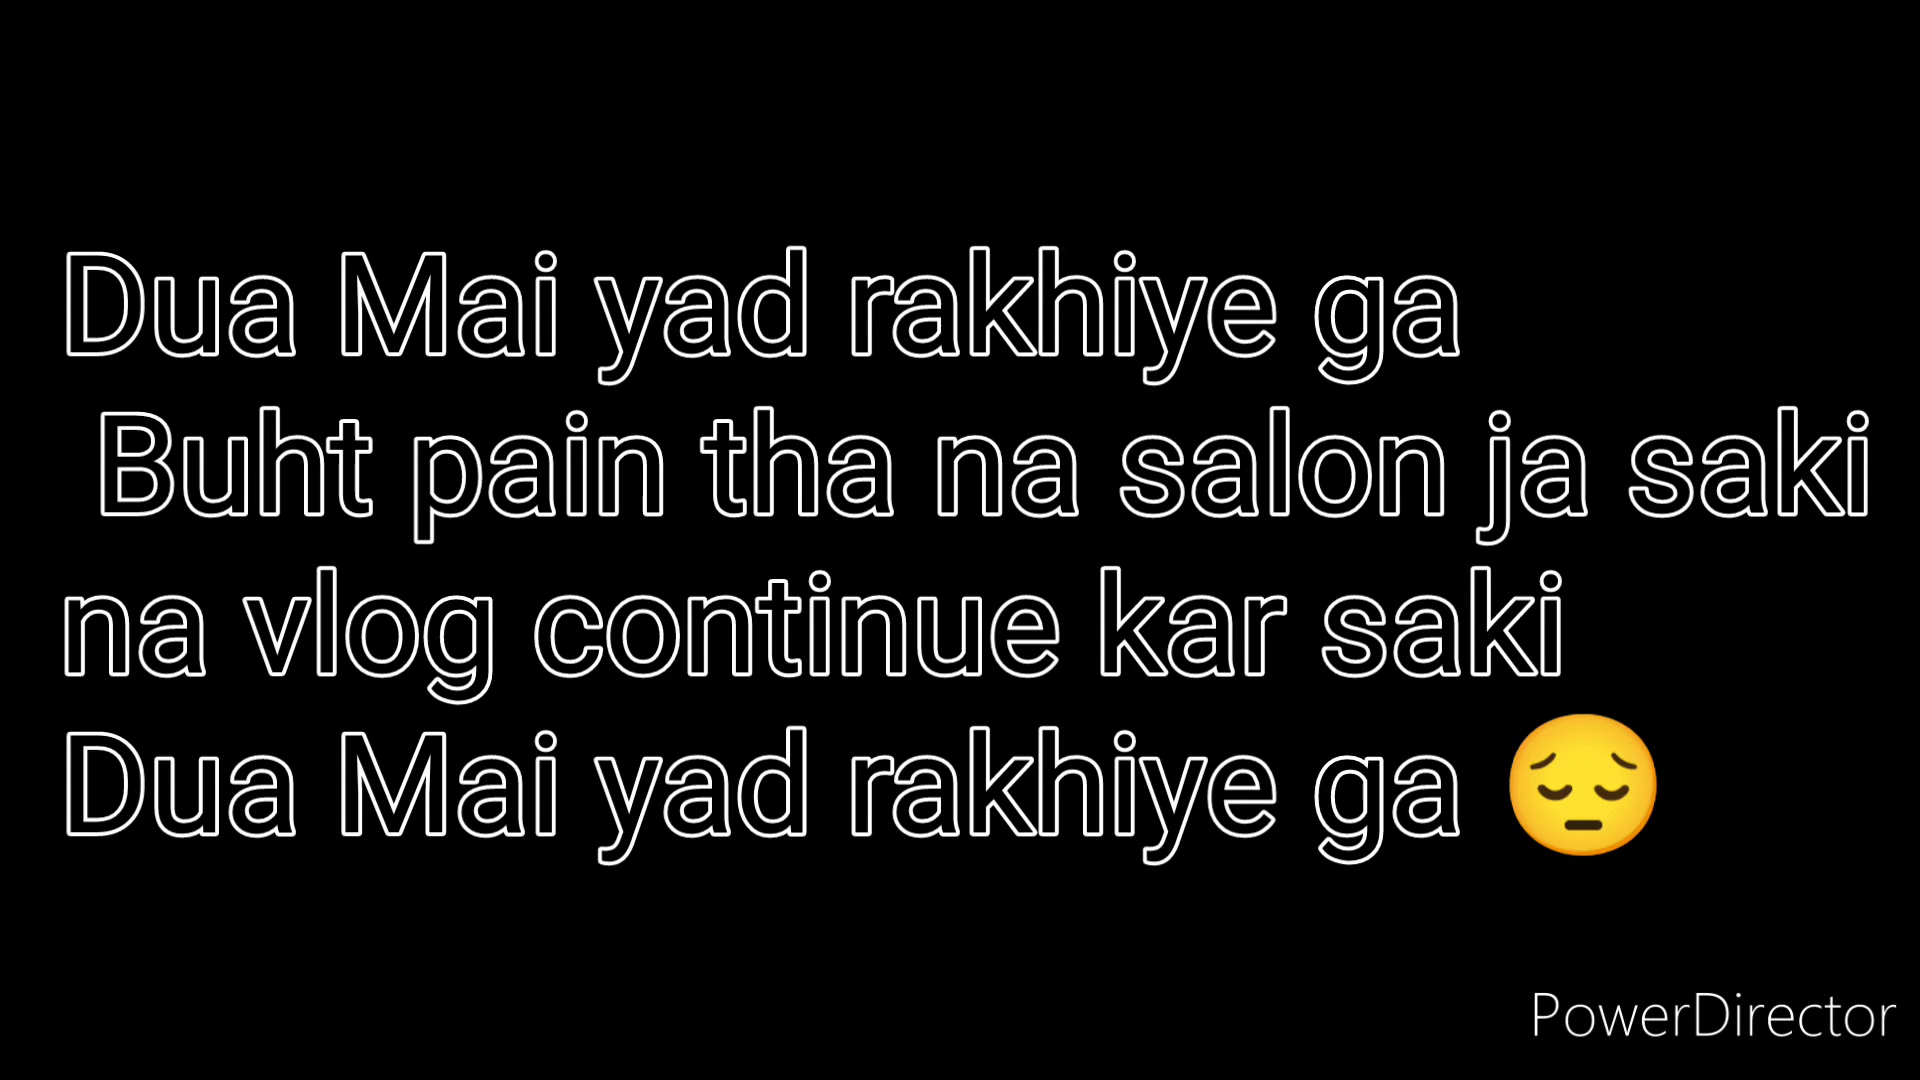 Dua Mai yad rakhiye ga
Buht pain tha na salon ja saki
na vlog continue kar saki
Dua Mai yad rakhiye ga 😔
PowerDirector